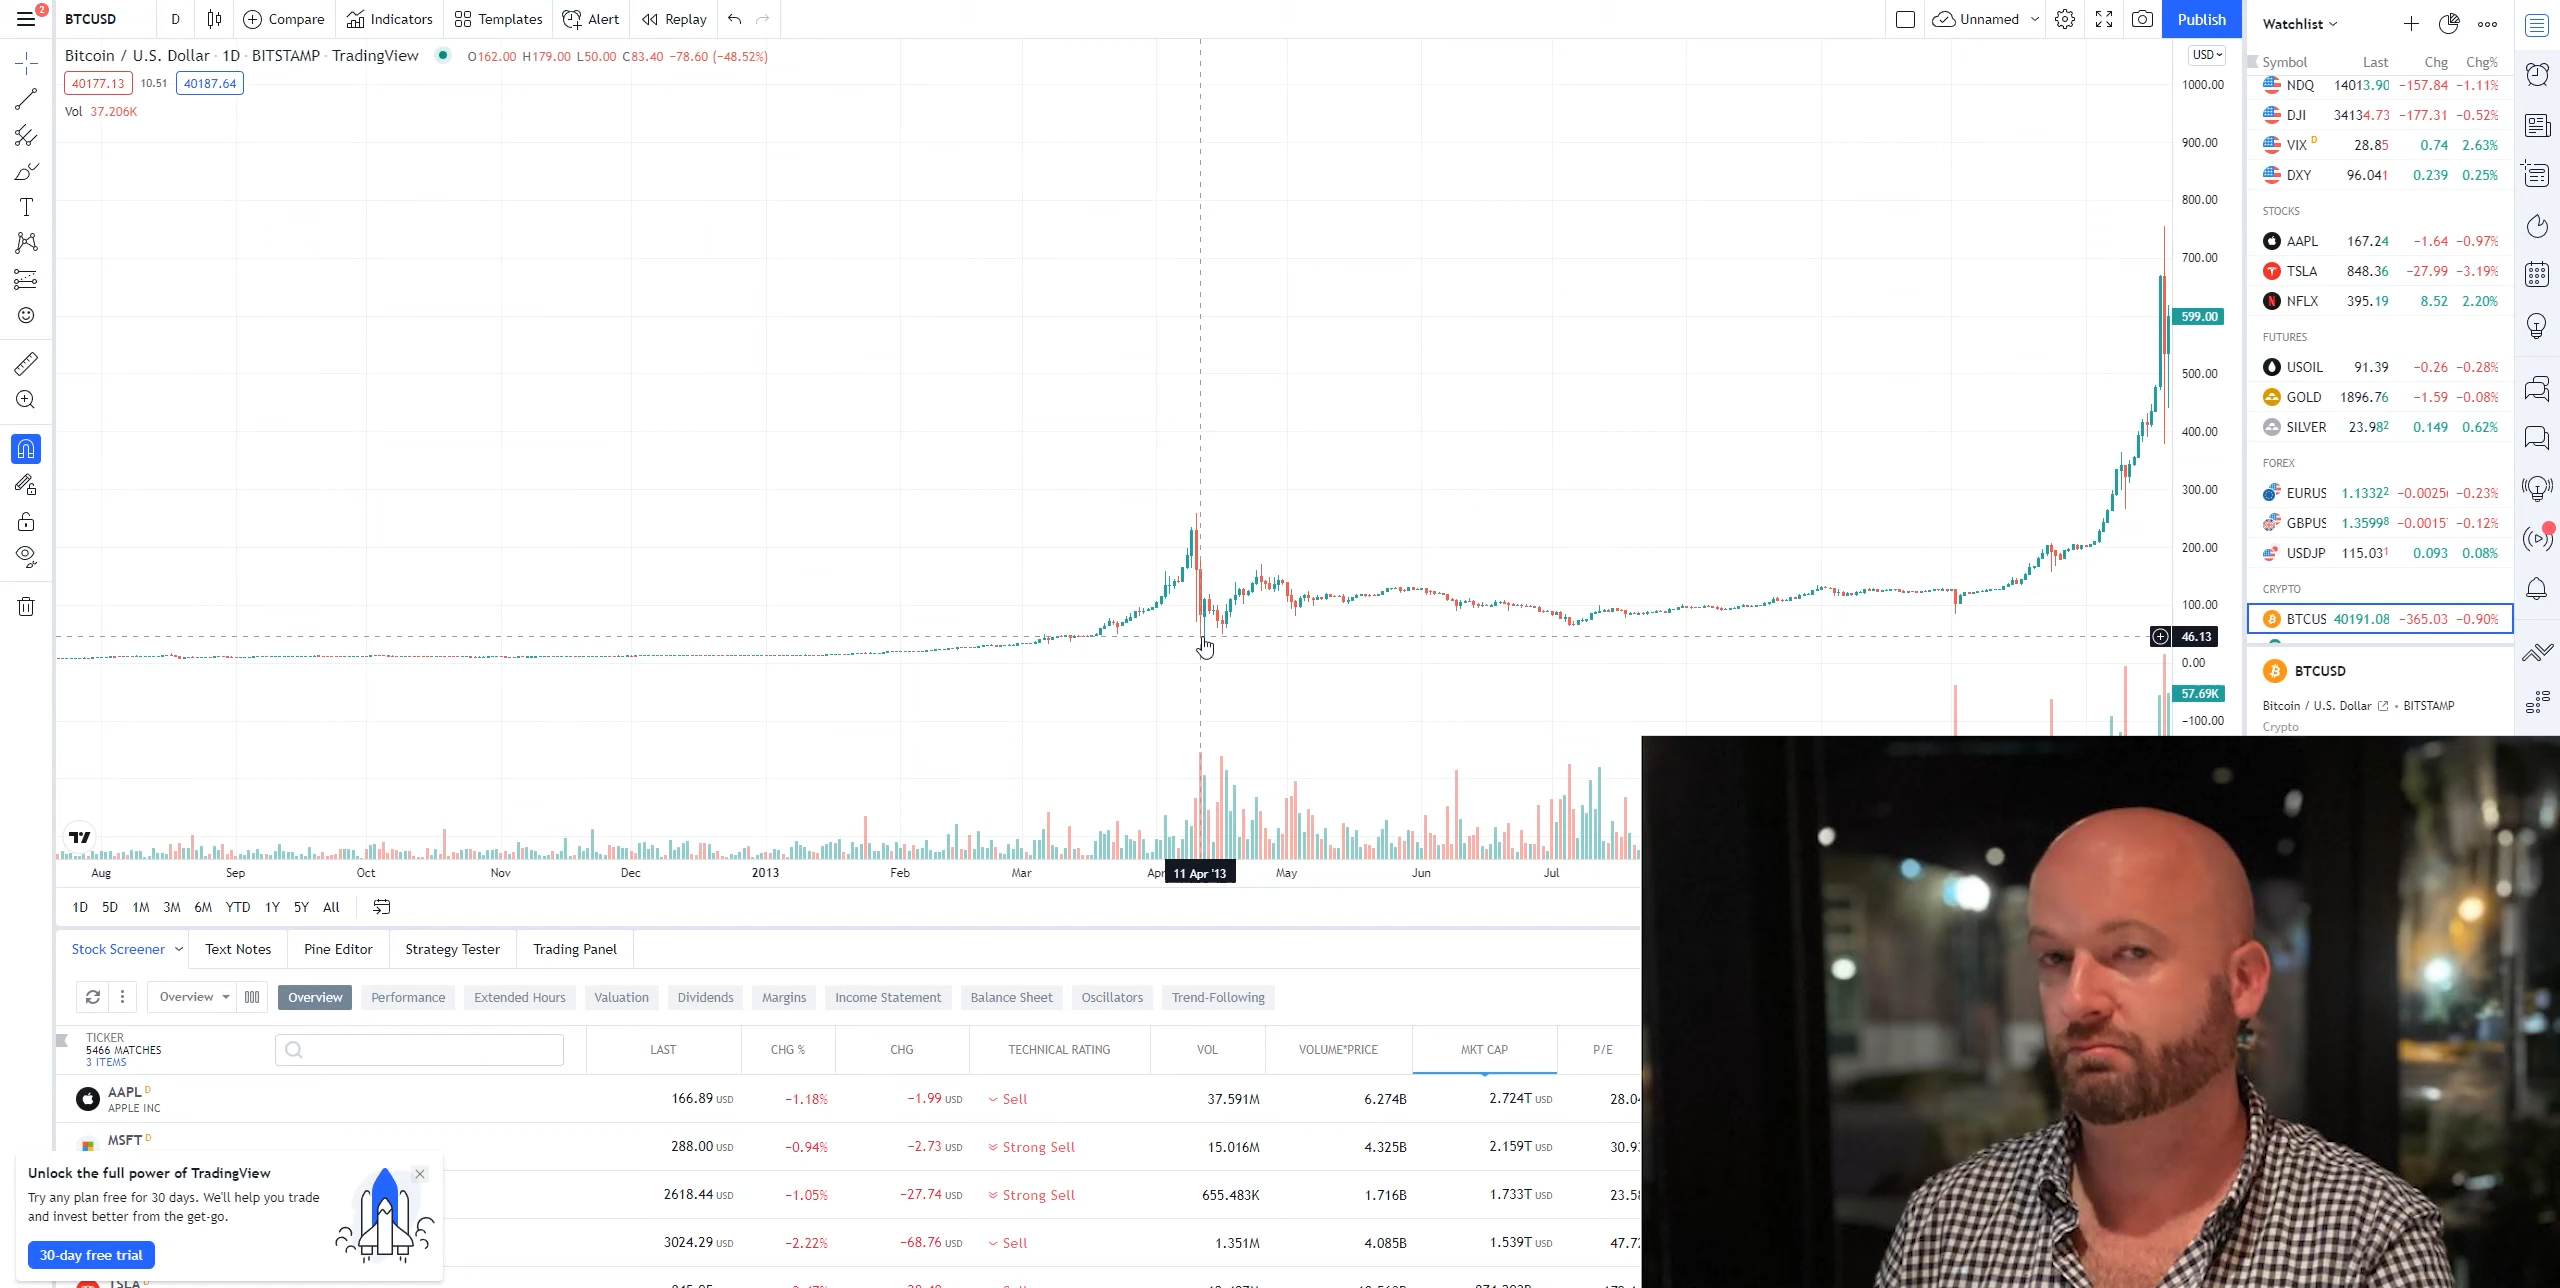 2 BTCUSD D Compare Indicators Templates Alert Replay Unnamed Publish
Bitcoin / U.S. Dollar · 1D · BITSTAMP · TradingView O162.00 H179.00 L50.00 C83.40 −78.60 (−48.52%)
40177.13 10.51 40187.64
Vol 37.206K
USD
1000.00
900.00
800.00
700.00
599.00
500.00
400.00
300.00
200.00
100.00
46.13
0.00
57.69K
−100.00
Aug Sep Oct Nov Dec 2013 Feb Mar Apr 11 Apr '13 May Jun Jul
1D 5D 1M 3M 6M YTD 1Y 5Y All
Watchlist
Symbol Last Chg Chg%
NDQ 14013.90 −157.84 −1.11%
DJI 34134.73 −177.31 −0.52%
VIX D 28.85 0.74 2.63%
DXY 96.041 0.239 0.25%
STOCKS
AAPL 167.24 −1.64 −0.97%
TSLA 848.36 −27.99 −3.19%
NFLX 395.19 8.52 2.20%
FUTURES
USOIL 91.39 −0.26 −0.28%
GOLD 1896.76 −1.59 −0.08%
SILVER 23.982 0.149 0.62%
FOREX
EURUS 1.13322 −0.0025 −0.23%
GBPUS 1.35998 −0.0015 −0.12%
USDJP 115.031 0.093 0.08%
CRYPTO
BTCUS 40191.08 −365.03 −0.90%
BTCUSD
Bitcoin / U.S. Dollar • BITSTAMP
Crypto
Stock Screener Text Notes Pine Editor Strategy Tester Trading Panel
Overview Overview Performance Extended Hours Valuation Dividends Margins Income Statement Balance Sheet Oscillators Trend-Following
TICKER LAST CHG % CHG TECHNICAL RATING VOL VOLUME*PRICE MKT CAP P/E
5466 MATCHES
3 ITEMS
AAPL D 166.89 USD −1.18% −1.99 USD Sell 37.591M 6.274B 2.724T USD 28.0
APPLE INC
MSFT D 288.00 USD −0.94% −2.73 USD Strong Sell 15.016M 4.325B 2.159T USD 30.9
2618.44 USD −1.05% −27.74 USD Strong Sell 655.483K 1.716B 1.733T USD 23.5
3024.29 USD −2.22% −68.76 USD Sell 1.351M 4.085B 1.539T USD 47.7
TSLA D
Unlock the full power of TradingView
Try any plan free for 30 days. We'll help you trade
and invest better from the get-go.
30-day free trial